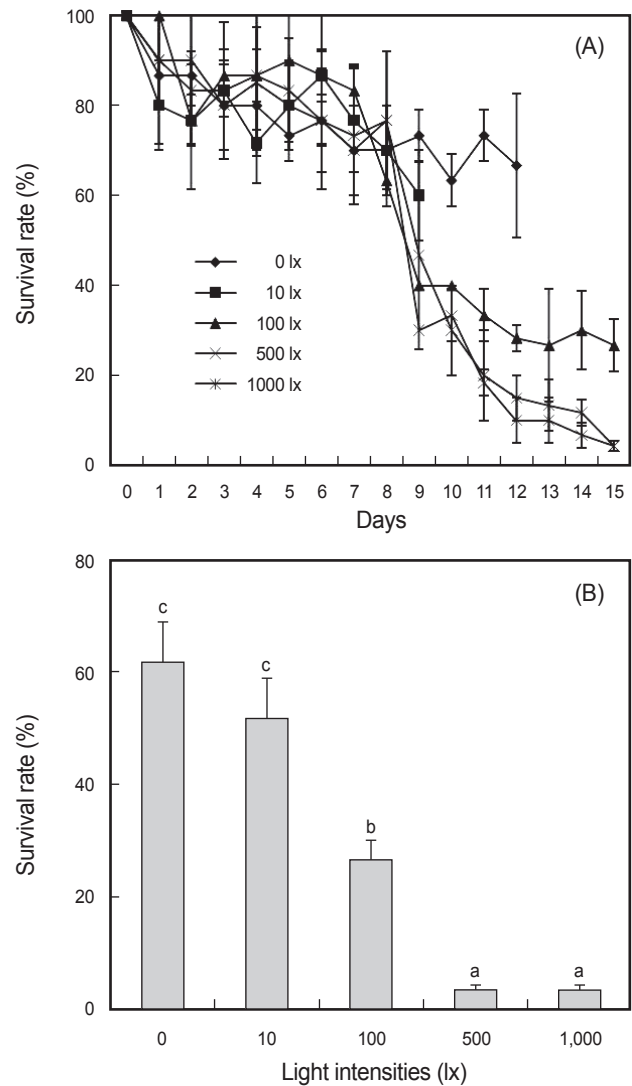 100
80
60
40
20
0
Survival rate (%)
(A)
0 lx
10 lx
100 lx
500 lx
1000 lx
0 1 2 3 4 5 6 7 8 9 10 11 12 13 14 15
Days
80
60
40
20
0
Survival rate (%)
(B)
c
c
b
a
a
0 10 100 500 1,000
Light intensities (lx)